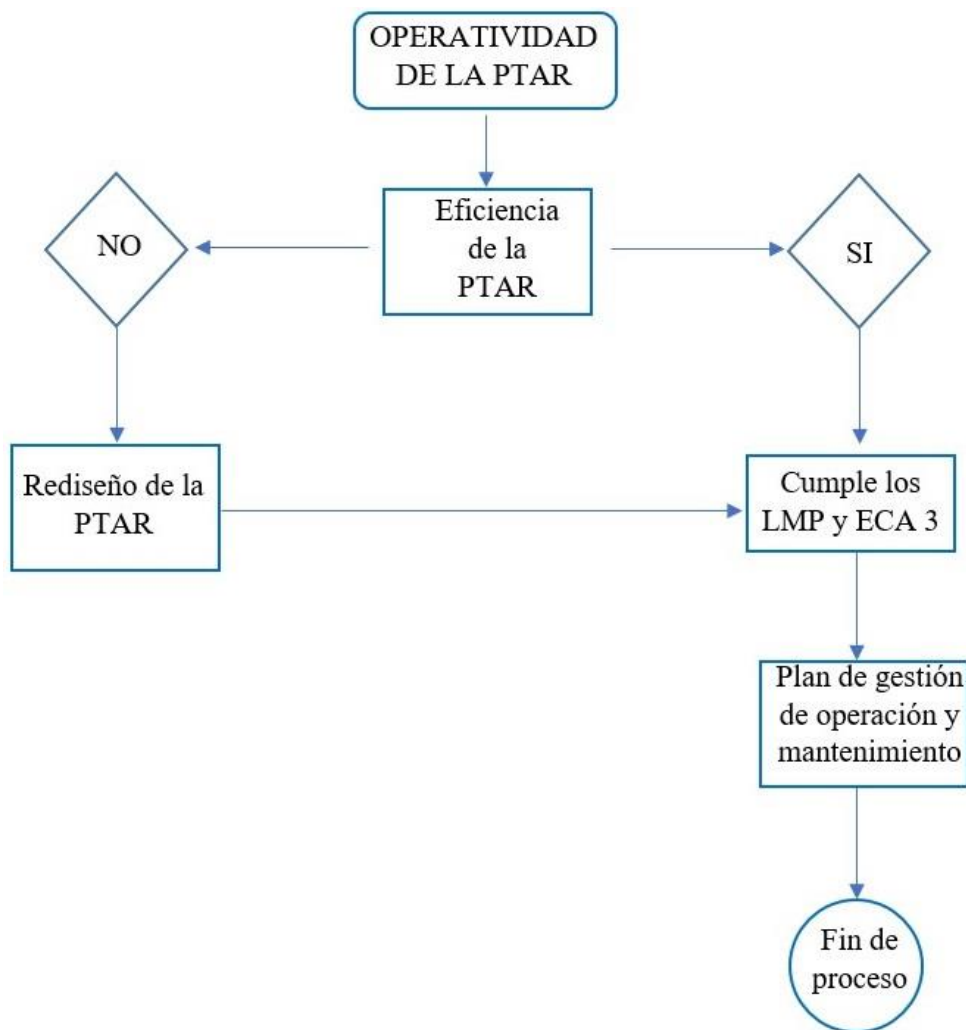 OPERATIVIDAD
DE LA PTAR
Eficiencia
de la
PTAR
NO
SI
Rediseño de la
PTAR
Cumple los
LMP y ECA 3
Plan de gestión
de operación y
mantenimiento
Fin de
proceso